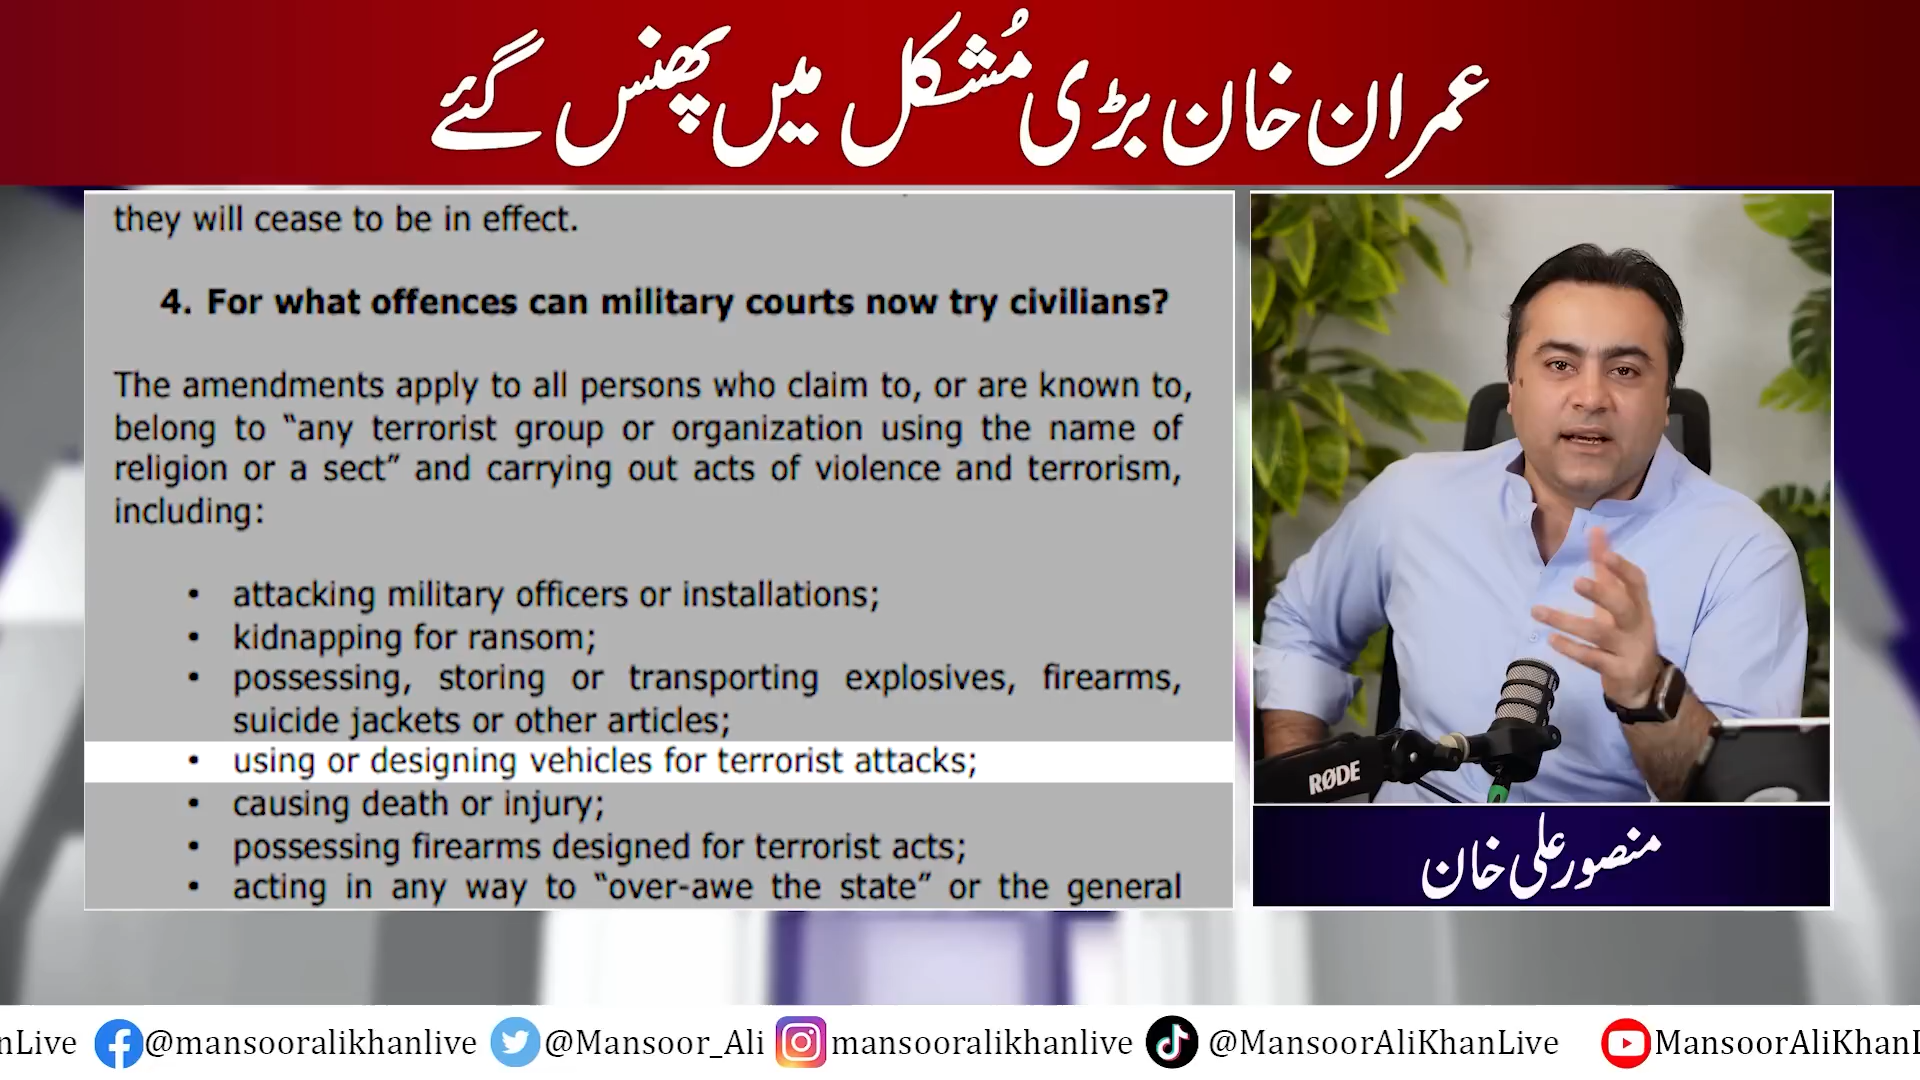 عمران خان بڑی مُشکل میں پھنس گئے
they will cease to be in effect.
4. For what offences can military courts now try civilians?
The amendments apply to all persons who claim to, or are known to,
belong to “any terrorist group or organization using the name of
religion or a sect” and carrying out acts of violence and terrorism,
including:
• attacking military officers or installations;
• kidnapping for ransom;
• possessing, storing or transporting explosives, firearms,
suicide jackets or other articles;
• using or designing vehicles for terrorist attacks;
• causing death or injury;
• possessing firearms designed for terrorist acts;
• acting in any way to “over-awe the state” or the general
RØDE
منصور علی خان
nLive @mansooralikhanlive @Mansoor_Ali mansooralikhanlive @MansoorAliKhanLive MansoorAliKhanL